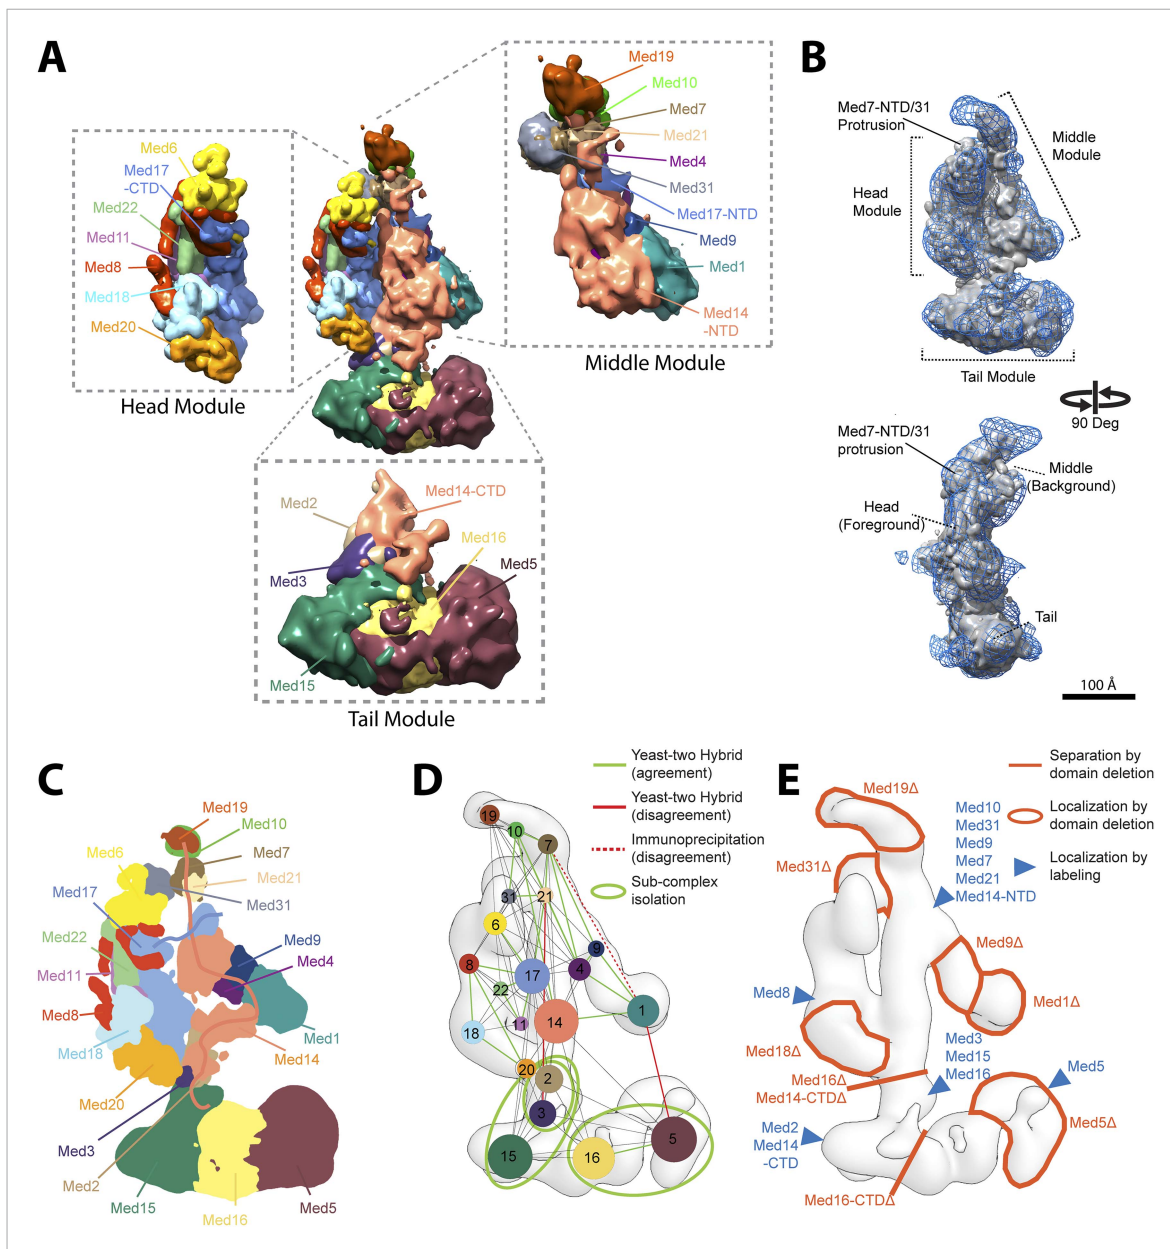 A
Med6
Med17
-CTD
Med22
Med11
Med8
Med18
Med20
Head Module
Med19
Med10
Med7
Med21
Med4
Med31
Med17-NTD
Med9
Med1
Med14
-NTD
Middle Module
Med2
Med14-CTD
Med16
Med5
Med3
Med15
Tail Module
B
Med7-NTD/31
Protrusion
Middle
Module
Head
Module
Tail Module
90 Deg
Med7-NTD/31
protrusion
Middle
(Background)
Head
(Foreground)
Tail
100 Å
C
Med19
Med10
Med6
Med7
Med21
Med17
Med31
Med22
Med9
Med11
Med4
Med8
Med1
Med18
Med14
Med20
Med3
Med2
Med15
Med16
Med5
D
Yeast-two Hybrid
(agreement)
Yeast-two Hybrid
(disagreement)
Immunoprecipitation
(disagreement)
Sub-complex
isolation
19
10
7
31
21
6
9
8
17
4
22
1
11
14
18
20
2
3
5
15
16
E
Separation by
domain deletion
Localization by
domain deletion
Localization by
labeling
Med19Δ
Med10
Med31
Med9
Med7
Med21
Med14-NTD
Med31Δ
Med9Δ
Med8
Med1Δ
Med18Δ
Med3
Med15
Med16
Med16Δ
Med14-CTDΔ
Med5
Med2
Med14
-CTD
Med5Δ
Med16-CTDΔ